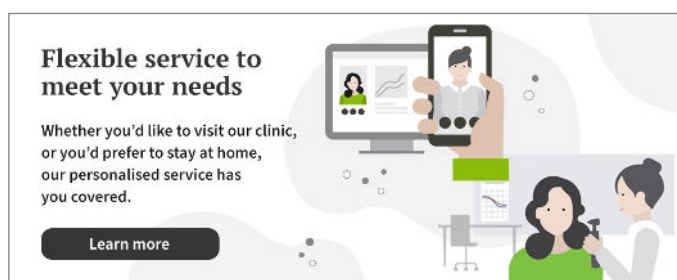 Flexible service to
meet your needs
Whether you'd like to visit our clinic,
or you'd prefer to stay at home,
our personalised service has
you covered.
Learn more